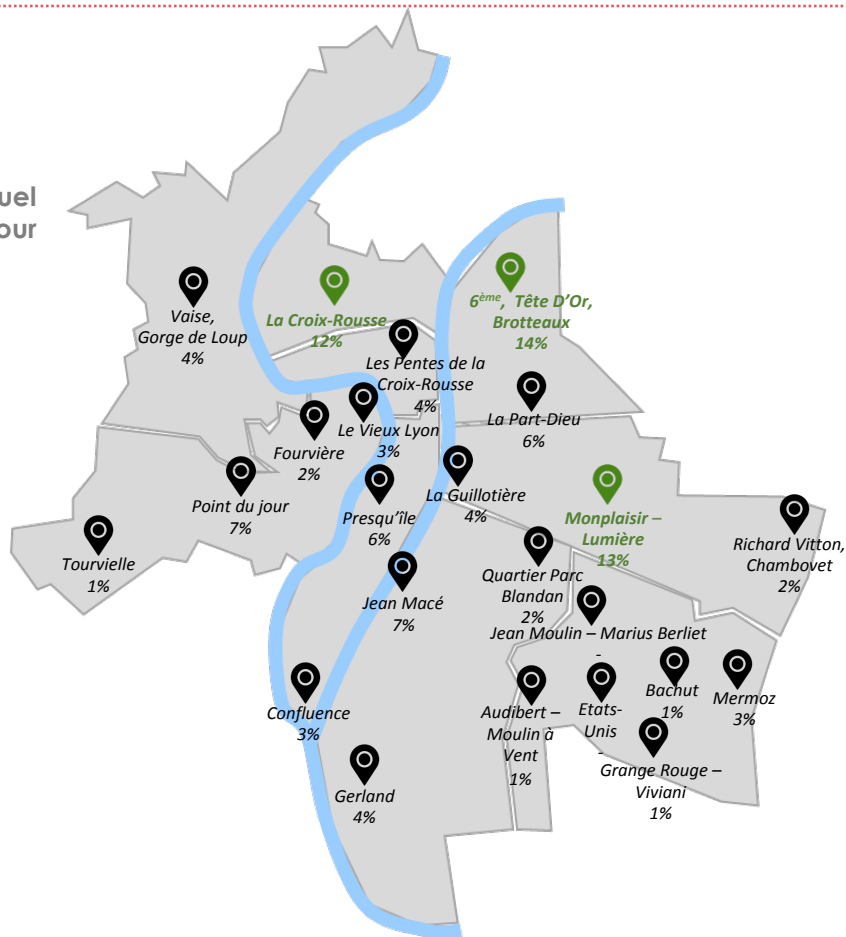 uel
our
Vaise,
Gorge de Loup
4%
La Croix-Rousse
12%
6ème, Tête D’Or,
Brotteaux
14%
Les Pentes de la
Croix-Rousse
4%
La Part-Dieu
6%
Le Vieux Lyon
3%
Fourvière
2%
Point du jour
7%
Presqu’île
6%
La Guillotière
4%
Monplaisir –
Lumière
13%
Richard Vitton,
Chambovet
2%
Tourvielle
1%
Jean Macé
7%
Quartier Parc
Blandan
2%
Jean Moulin – Marius Berliet
-
Confluence
3%
Audibert –
Moulin à
Vent
1%
Etats-
Unis
-
Bachut
1%
Mermoz
3%
Grange Rouge –
Viviani
1%
Gerland
4%